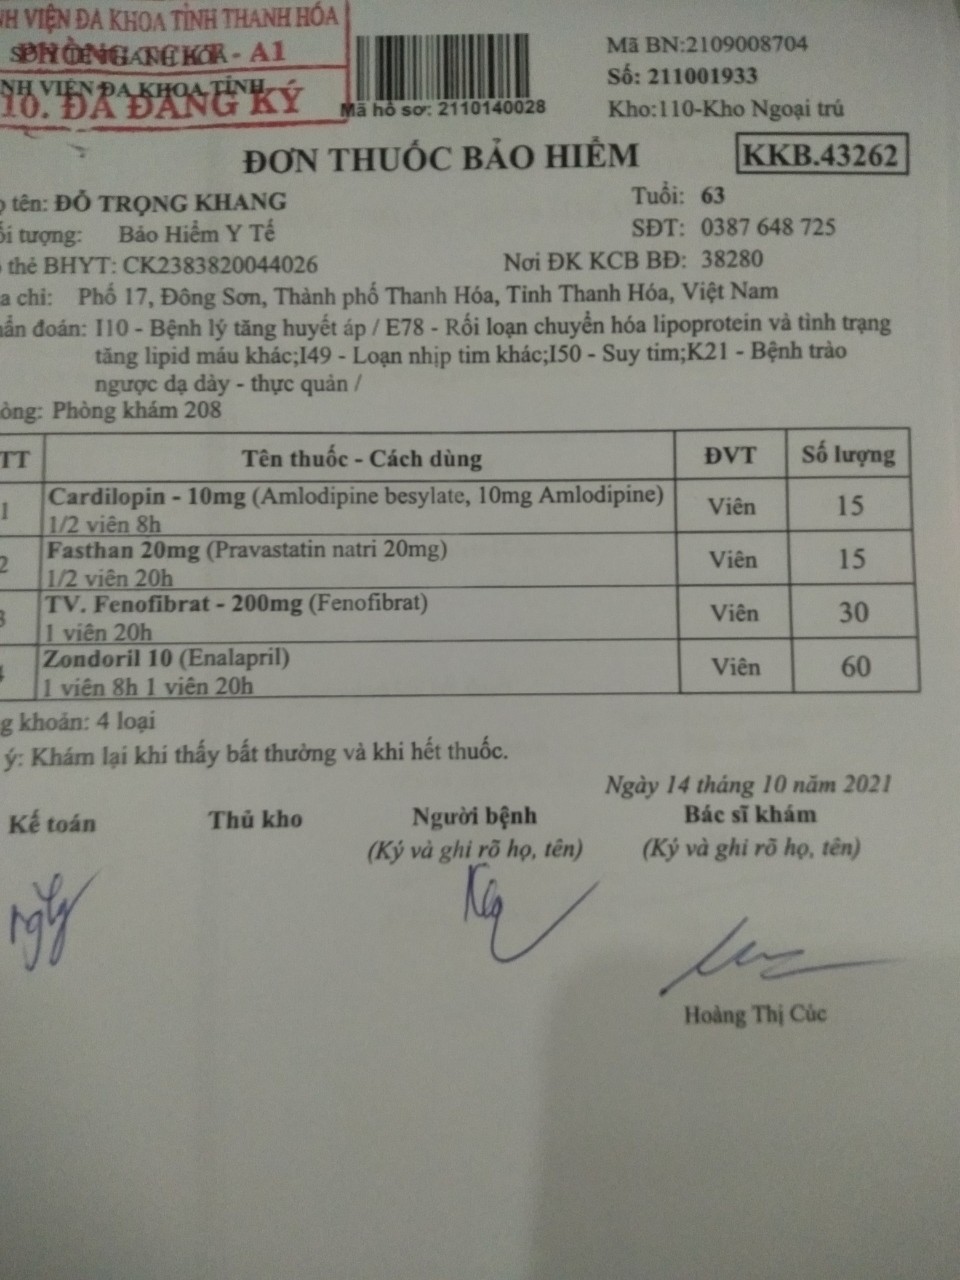 NH VIỆN ĐA KHOA TỈNH THANH HÓA
PHÒNG TCKT - A1
NH VIỆN ĐA KHOA TỈNH
10. ĐÃ ĐĂNG KÝ
Mã hồ sơ: 2110140028
Mã BN:2109008704
Số: 211001933
Kho:110-Kho Ngoại trú
ĐƠN THUỐC BẢO HIỂM
KKB.43262
tên: ĐỖ TRỌNG KHANG
Tuổi: 63
ối tượng: Bảo Hiểm Y Tế
SĐT: 0387 648 725
thẻ BHYT: CK2383820044026
Nơi ĐK KCB BĐ: 38280
a chỉ: Phố 17, Đông Sơn, Thành phố Thanh Hóa, Tỉnh Thanh Hóa, Việt Nam
ẩn đoán: I10 - Bệnh lý tăng huyết áp / E78 - Rối loạn chuyển hóa lipoprotein và tình trạng
tăng lipid máu khác;I49 - Loạn nhịp tim khác;I50 - Suy tim;K21 - Bệnh trào
ngược dạ dày - thực quản /
òng: Phòng khám 208
TT Tên thuốc - Cách dùng ĐVT Số lượng
1 Cardilopin - 10mg (Amlodipine besylate, 10mg Amlodipine) Viên 15
1/2 viên 8h
2 Fasthan 20mg (Pravastatin natri 20mg) Viên 15
1/2 viên 20h
3 TV. Fenofibrat - 200mg (Fenofibrat) Viên 30
1 viên 20h
Zondoril 10 (Enalapril) Viên 60
1 viên 8h 1 viên 20h
g khoản: 4 loại
ý: Khám lại khi thấy bất thường và khi hết thuốc.
Ngày 14 tháng 10 năm 2021
Kế toán Thủ kho Người bệnh Bác sĩ khám
(Ký và ghi rõ họ, tên) (Ký và ghi rõ họ, tên)
Hoàng Thị Cúc